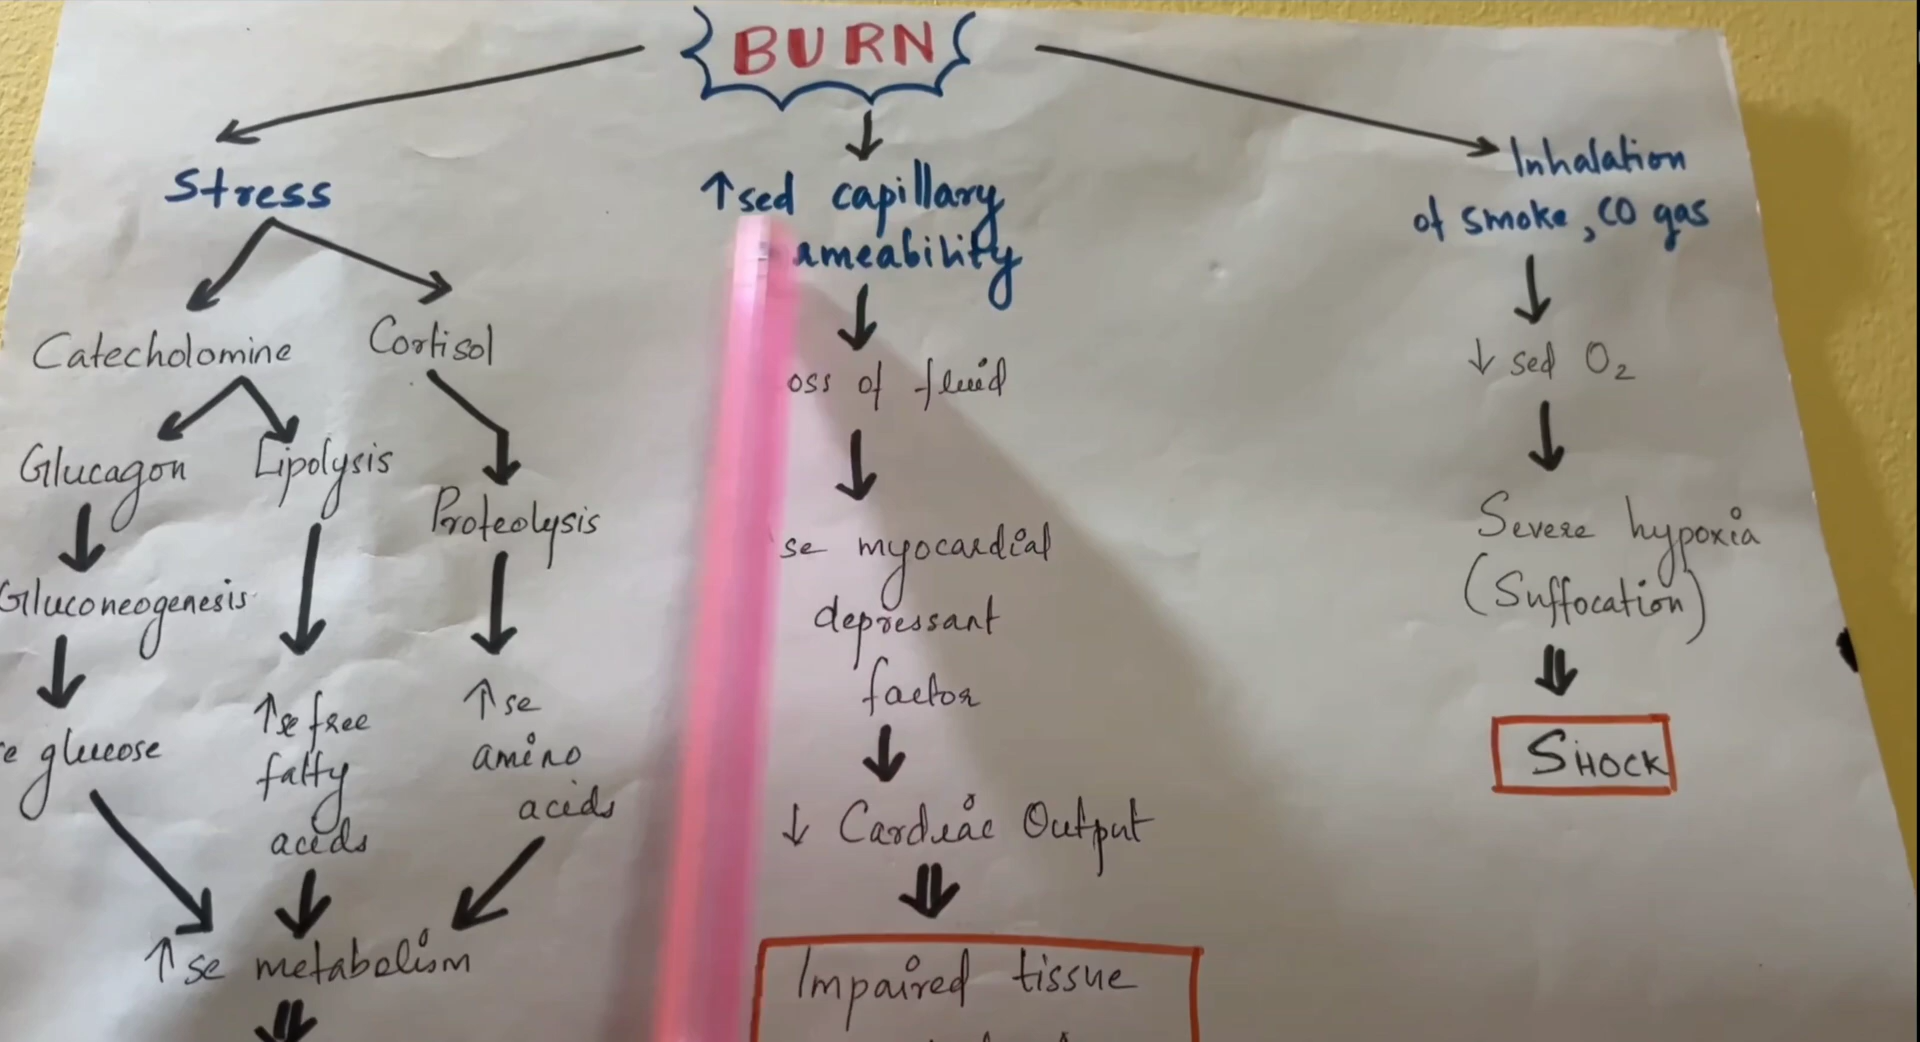 BURN
Stress
Catecholomine
Cortisol
Glucagon
Lipolysis
Proteolysis
Gluconeogenesis
glucose
↑se free
fatty
acids
↑se
amino
acids
↑se metabolism
↑sed capillary
ameability
oss of fluid
se myocardial
depressant
factor
↓ Cardiac Output
Impaired tissue
Inhalation
of smoke, CO gas
↓ sed O₂
Severe hypoxia
(Suffocation)
SHOCK